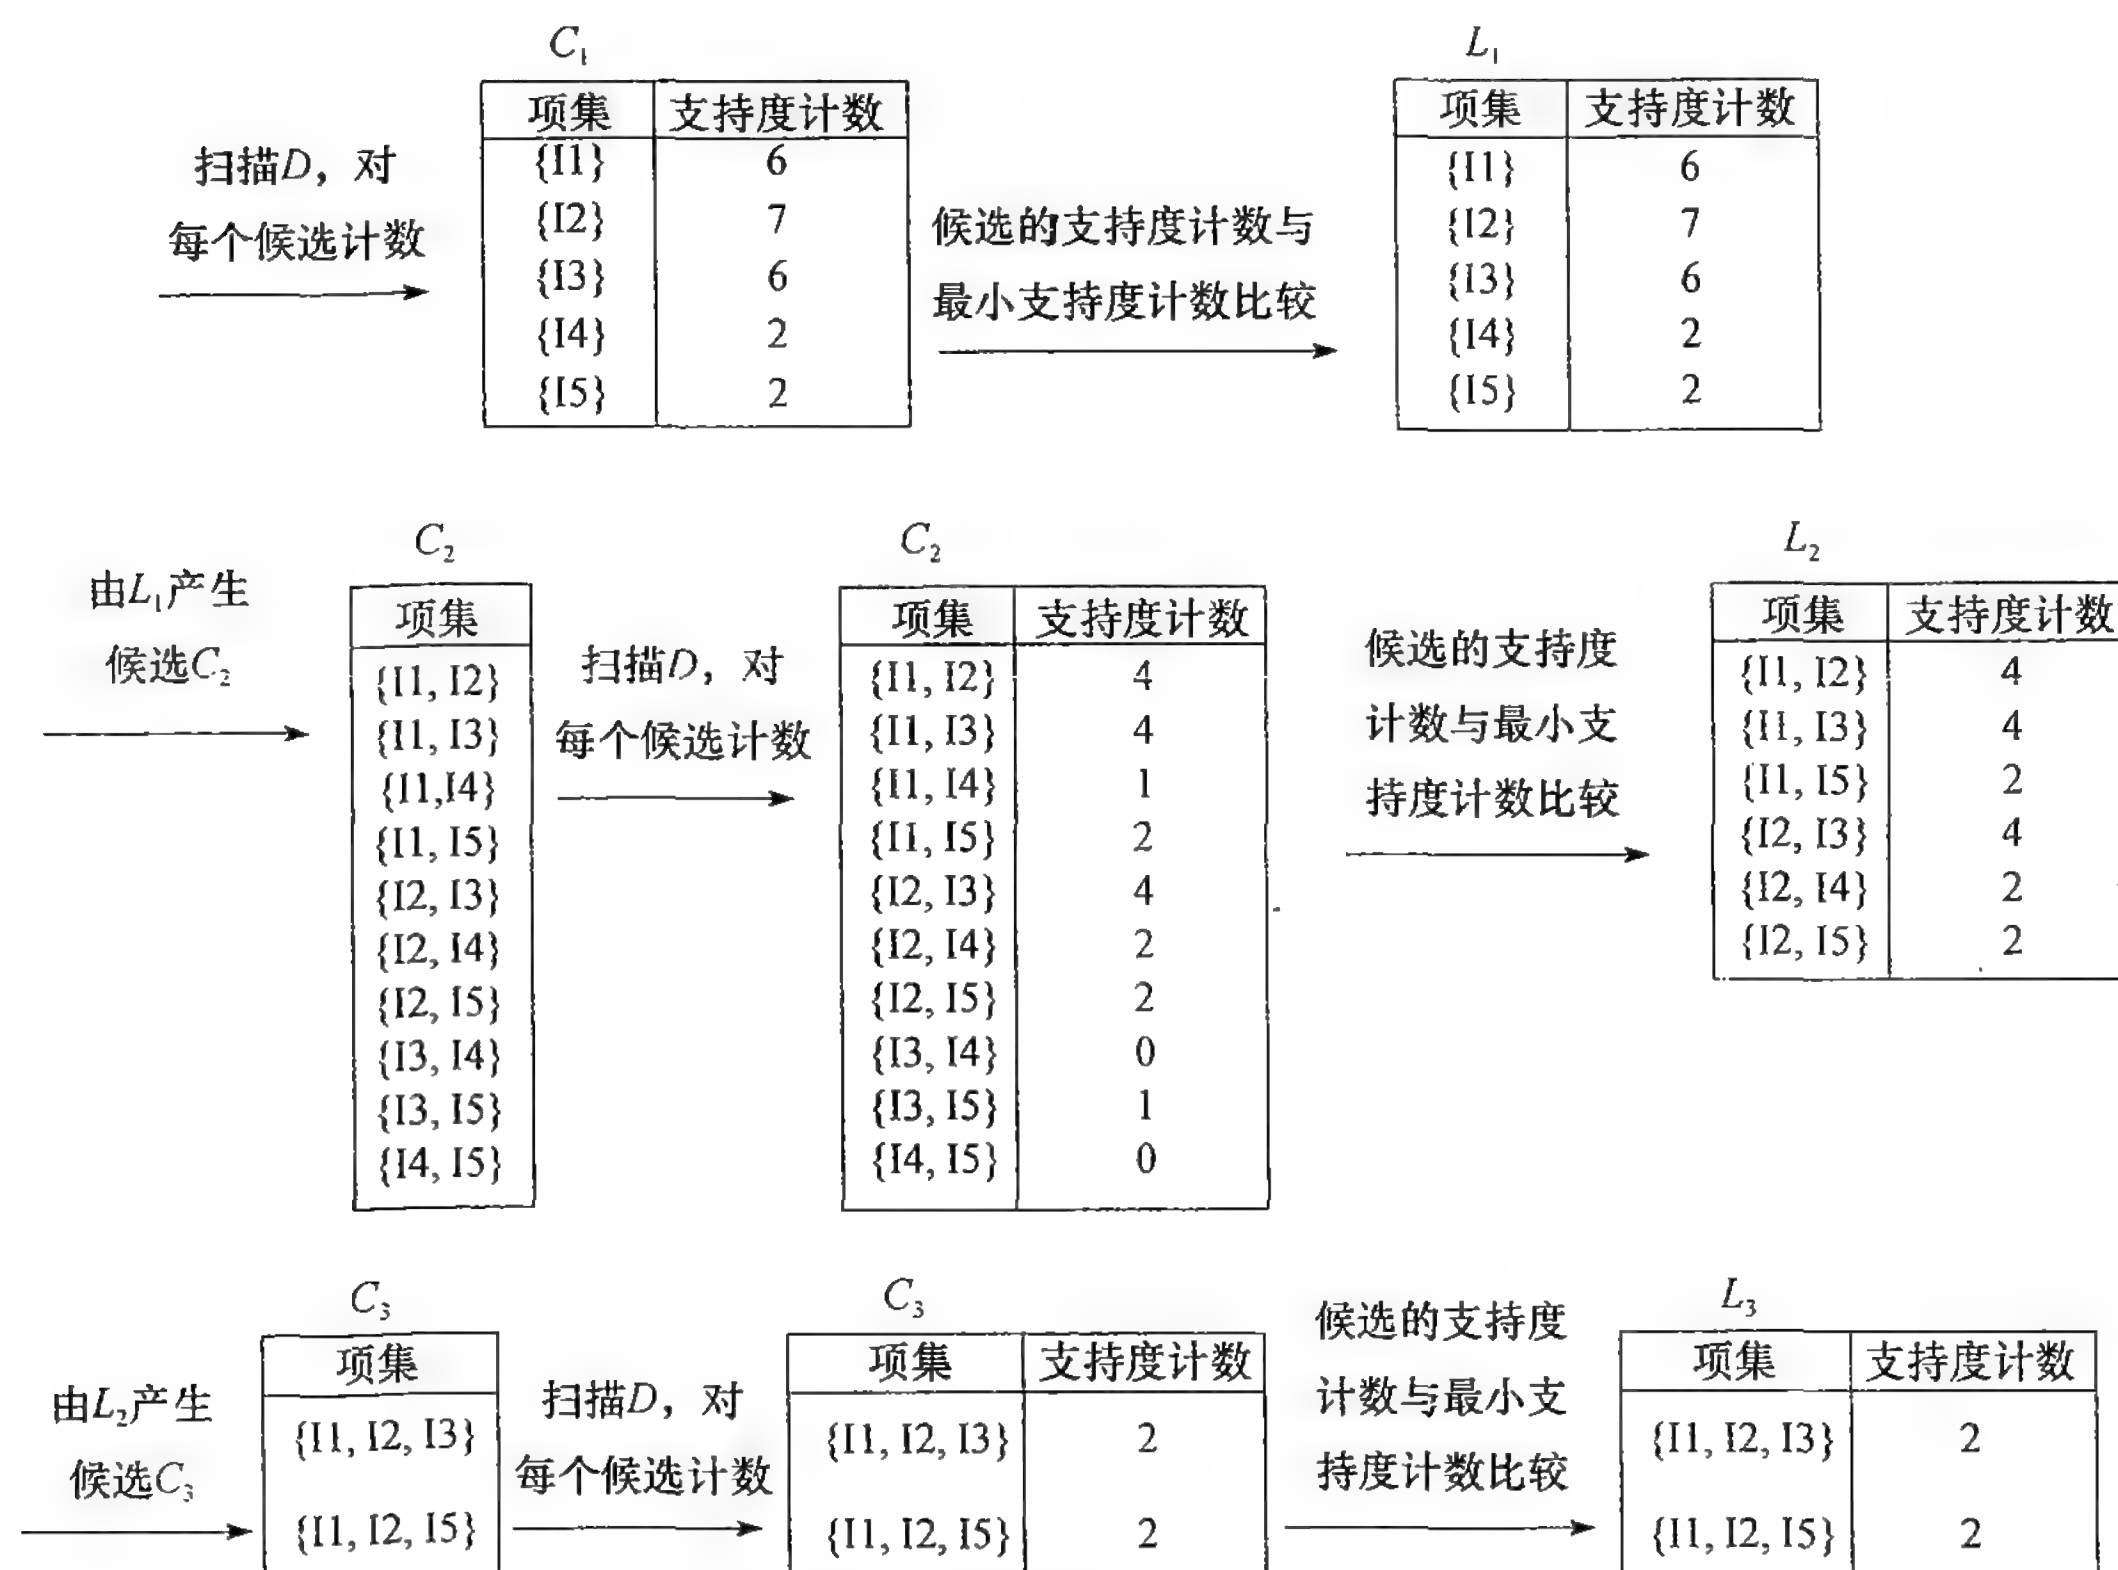 C₁
项集 支持度计数
{I1} 6
{I2} 7
{I3} 6
{I4} 2
{I5} 2
扫描D，对
每个候选计数
候选的支持度计数与
最小支持度计数比较
L₁
项集 支持度计数
{I1} 6
{I2} 7
{I3} 6
{I4} 2
{I5} 2
由L₁产生
候选C₂
C₂
项集
{I1, I2}
{I1, I3}
{I1,I4}
{I1, I5}
{I2, I3}
{I2, I4}
{I2, I5}
{I3, I4}
{I3, I5}
{I4, I5}
扫描D，对
每个候选计数
C₂
项集 支持度计数
{I1, I2} 4
{I1, I3} 4
{I1, I4} 1
{I1, I5} 2
{I2, I3} 4
{I2, I4} 2
{I2, I5} 2
{I3, I4} 0
{I3, I5} 1
{I4, I5} 0
候选的支持度
计数与最小支
持度计数比较
L₂
项集 支持度计数
{I1, I2} 4
{I1, I3} 4
{I1, I5} 2
{I2, I3} 4
{I2, I4} 2
{I2, I5} 2
由L₂产生
候选C₃
C₃
项集
{I1, I2, I3}
{I1, I2, I5}
扫描D，对
每个候选计数
C₃
项集 支持度计数
{I1, I2, I3} 2
{I1, I2, I5} 2
候选的支持度
计数与最小支
持度计数比较
L₃
项集 支持度计数
{I1, I2, I3} 2
{I1, I2, I5} 2